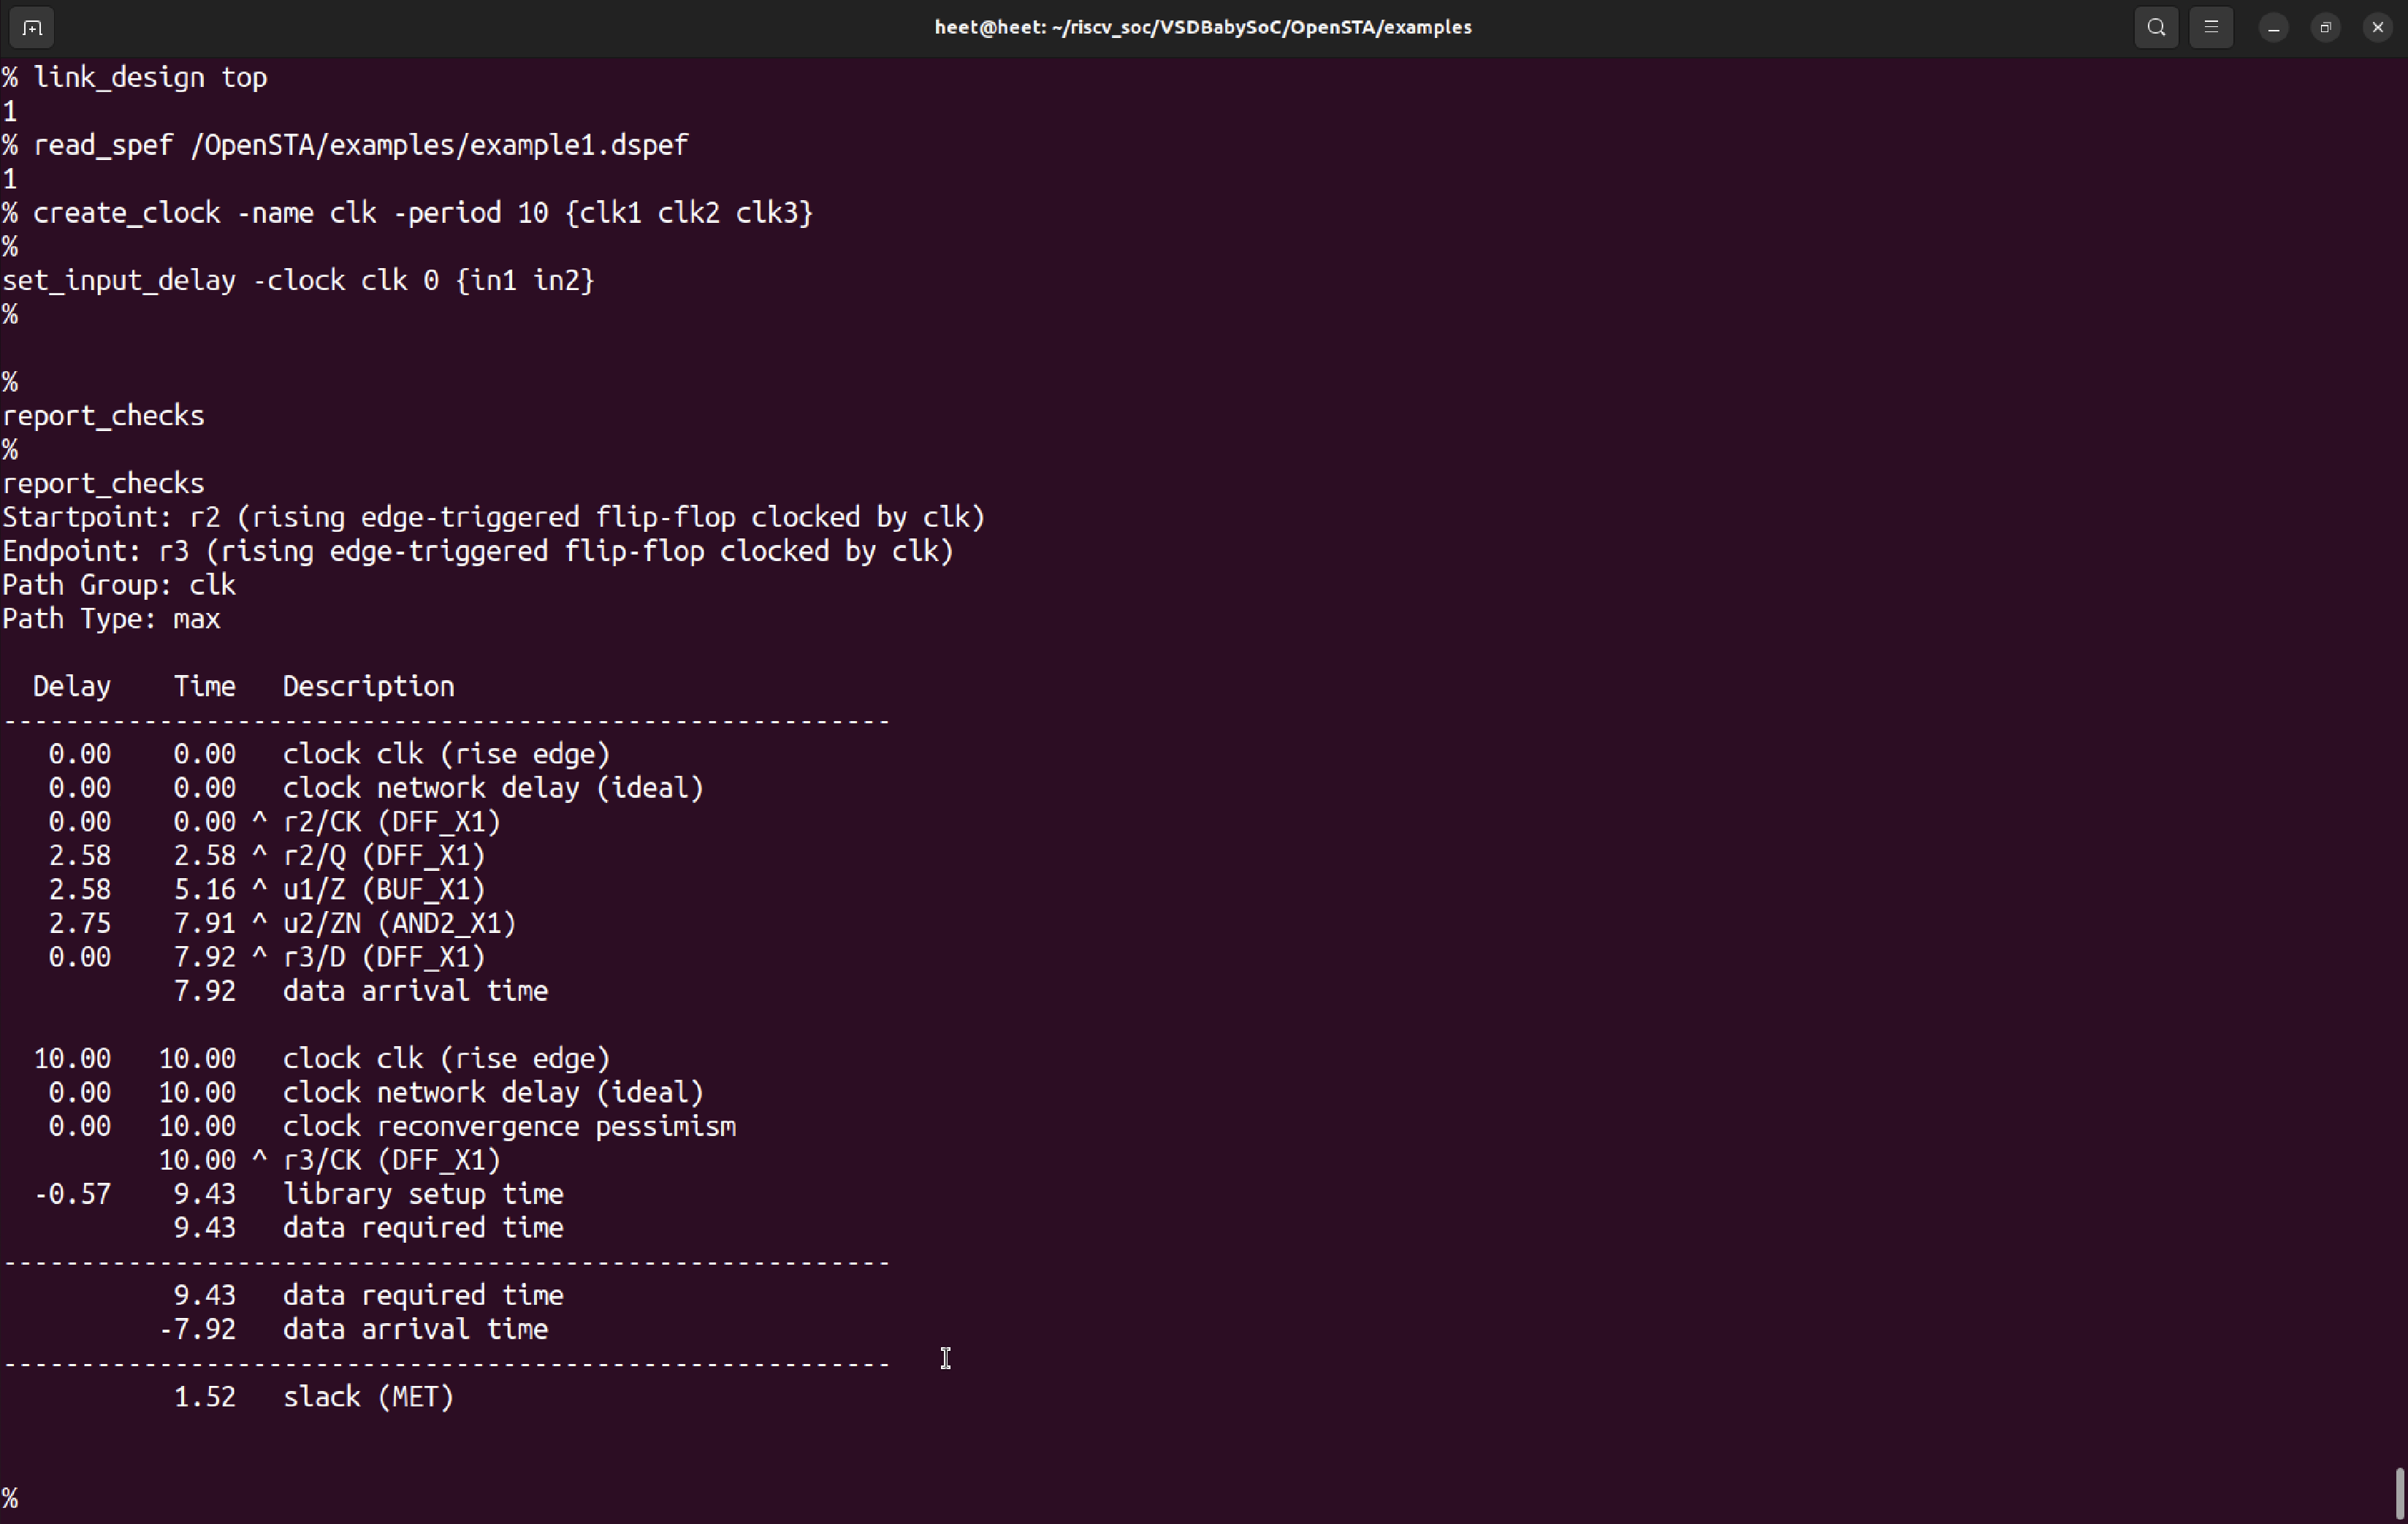 heet@heet: ~/riscv_soc/VSDBabySoC/OpenSTA/examples
% link_design top
1
% read_spef /OpenSTA/examples/example1.dspef
1
% create_clock -name clk -period 10 {clk1 clk2 clk3}
%
set_input_delay -clock clk 0 {in1 in2}
%
%
report_checks
%
report_checks
Startpoint: r2 (rising edge-triggered flip-flop clocked by clk)
Endpoint: r3 (rising edge-triggered flip-flop clocked by clk)
Path Group: clk
Path Type: max
  Delay    Time   Description
---------------------------------------------------------
   0.00    0.00   clock clk (rise edge)
   0.00    0.00   clock network delay (ideal)
   0.00    0.00 ^ r2/CK (DFF_X1)
   2.58    2.58 ^ r2/Q (DFF_X1)
   2.58    5.16 ^ u1/Z (BUF_X1)
   2.75    7.91 ^ u2/ZN (AND2_X1)
   0.00    7.92 ^ r3/D (DFF_X1)
           7.92   data arrival time
  10.00   10.00   clock clk (rise edge)
   0.00   10.00   clock network delay (ideal)
   0.00   10.00   clock reconvergence pessimism
          10.00 ^ r3/CK (DFF_X1)
  -0.57    9.43   library setup time
           9.43   data required time
---------------------------------------------------------
           9.43   data required time
          -7.92   data arrival time
---------------------------------------------------------
           1.52   slack (MET)
%